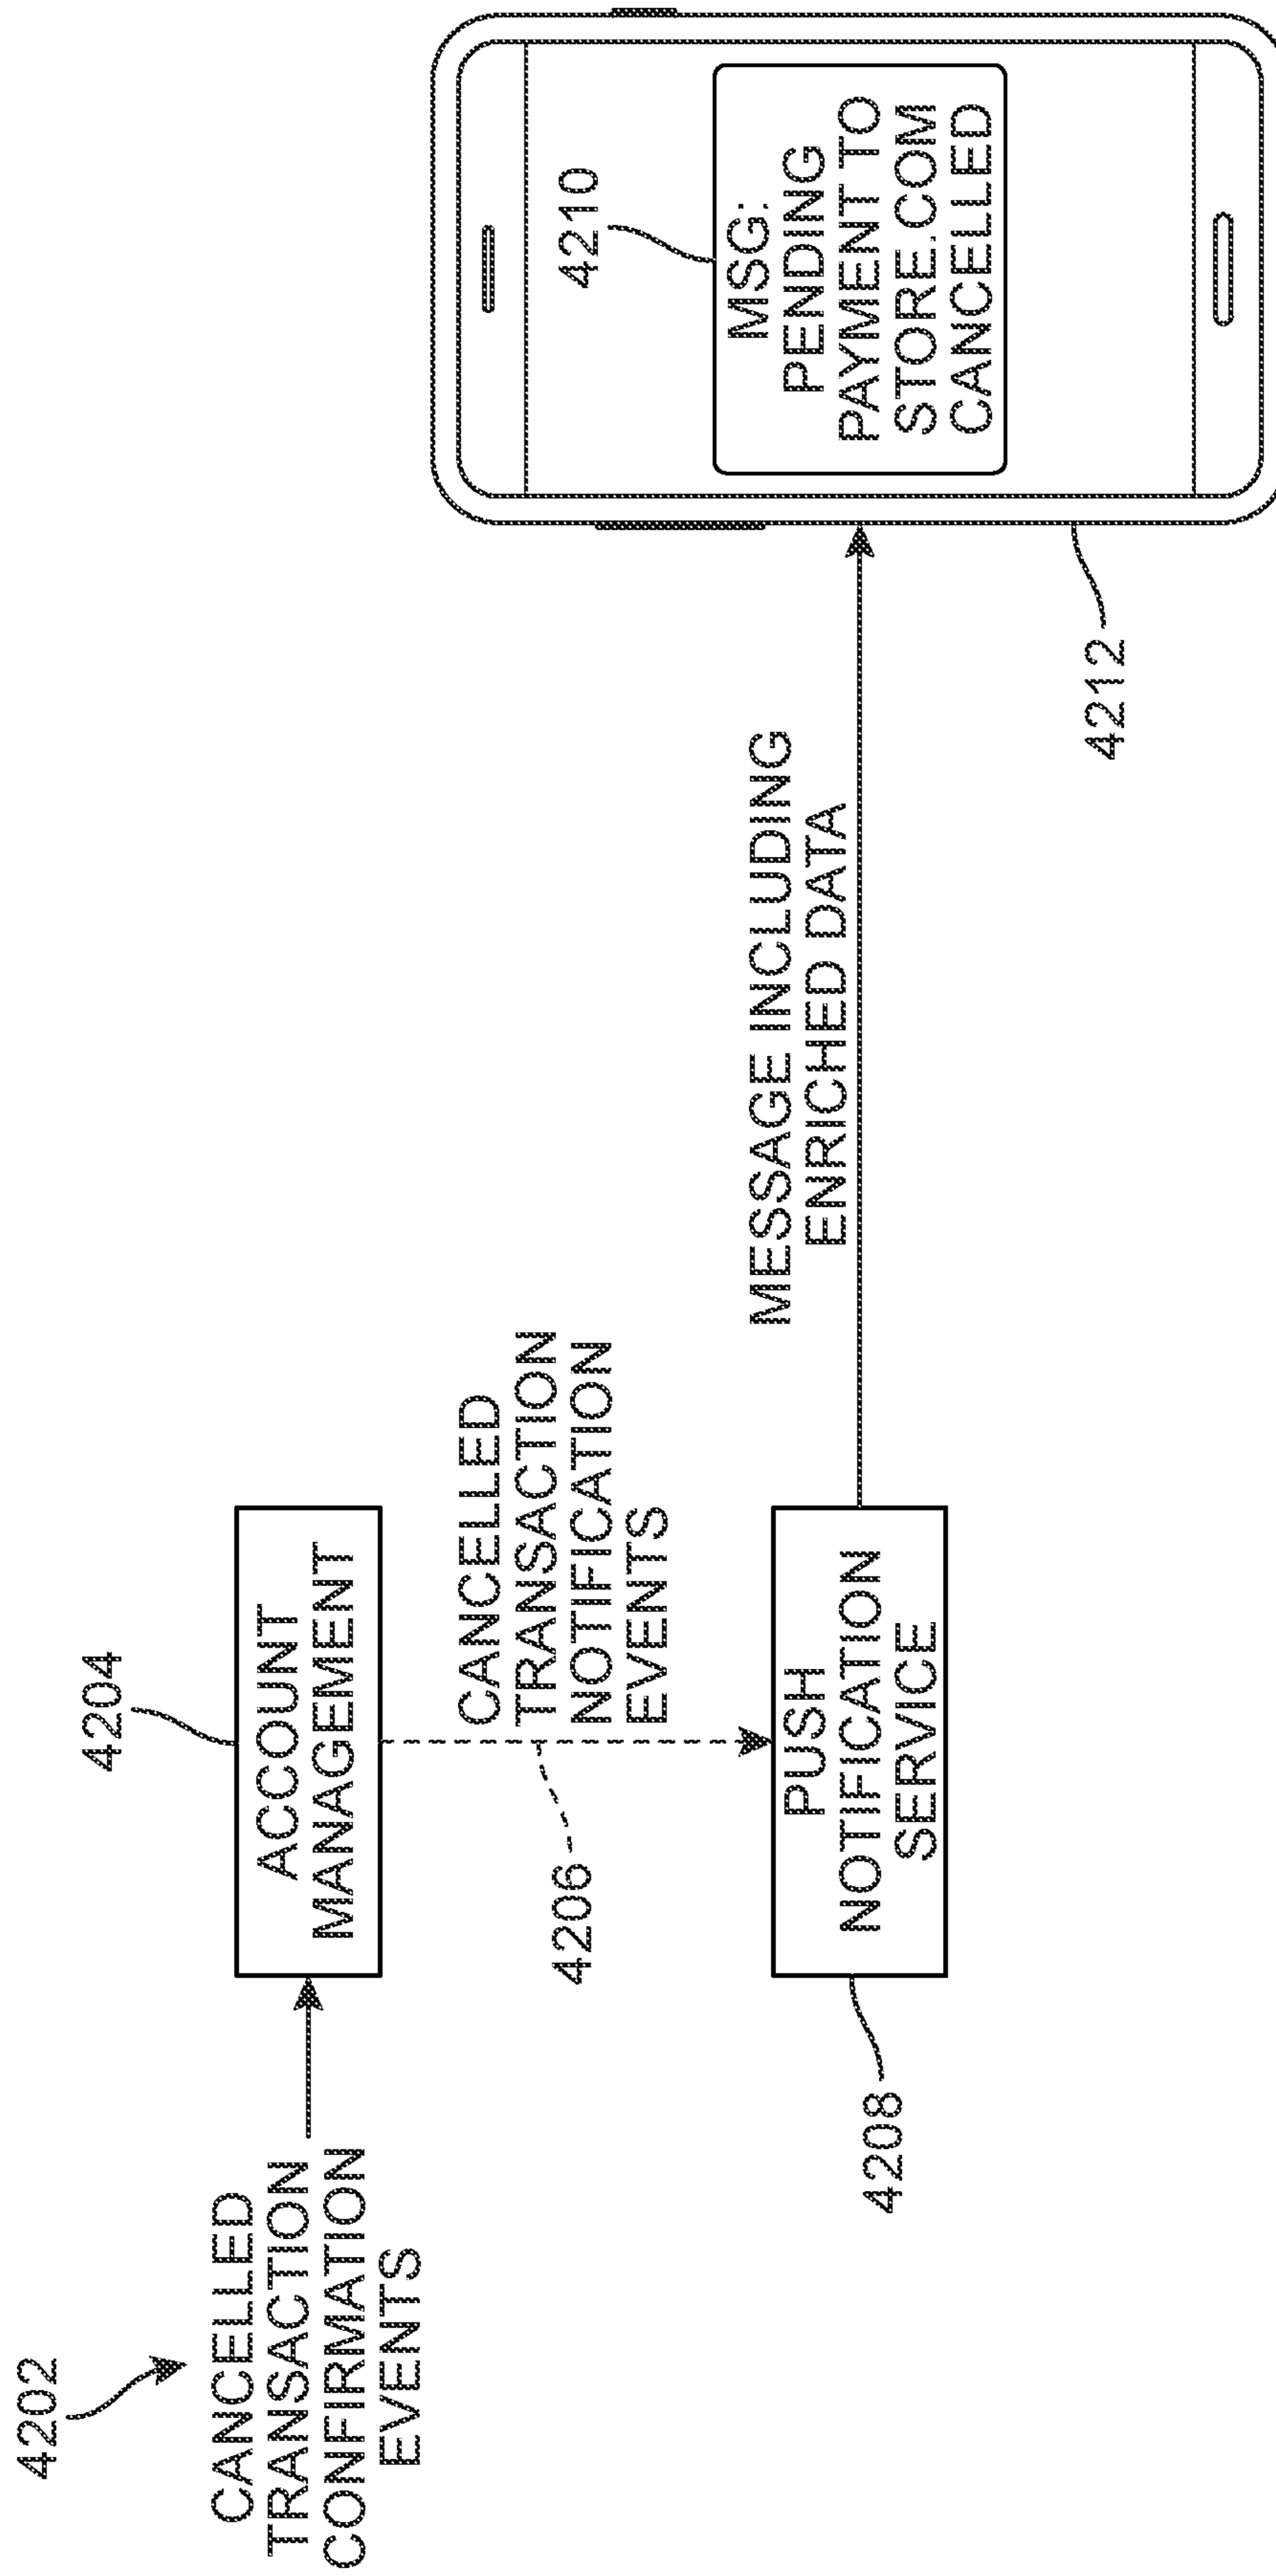 4202
CANCELLED
TRANSACTION
CONFIRMATION
EVENTS
4204
ACCOUNT
MANAGEMENT
CANCELLED
TRANSACTION
NOTIFICATION
EVENTS
4206
4208
PUSH
NOTIFICATION
SERVICE
MESSAGE INCLUDING
ENRICHED DATA
4210
MSG:
PENDING
PAYMENT TO
STORE.COM
CANCELLED
4212